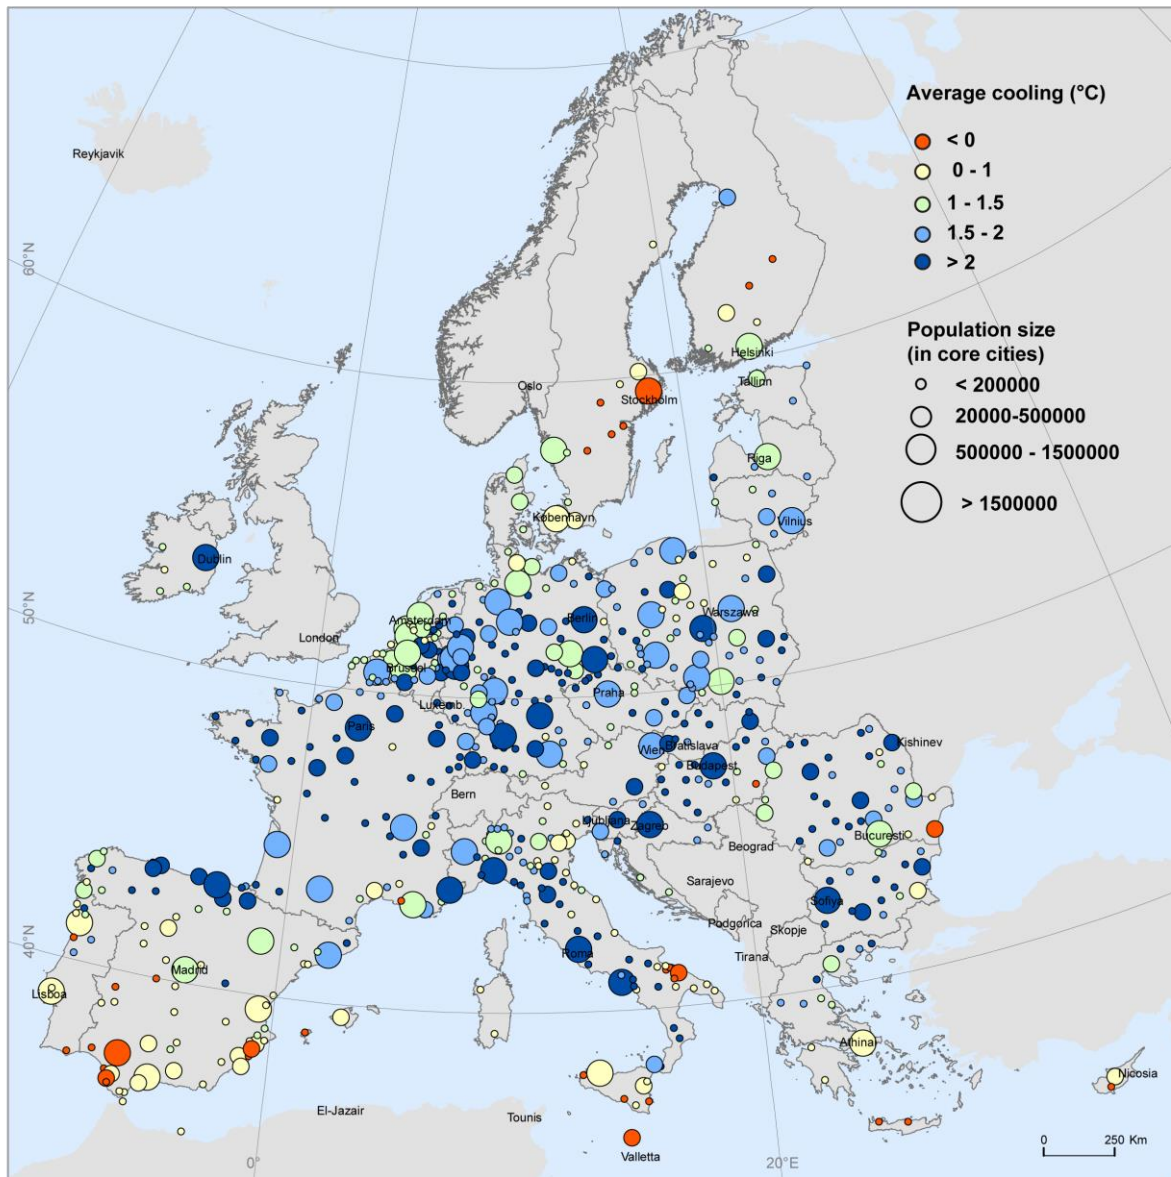 Average cooling (°C)
< 0
0 - 1
1 - 1.5
1.5 - 2
> 2
Population size
(in core cities)
< 200000
20000-500000
500000 - 1500000
> 1500000
Reykjavik
60°N
Helsinki
Tallinn
Oslo
Stockholm
Riga
København
Vilnius
Dublin
50°N
Amsterdam
Berlin
Warszawa
London
Brussel
Praha
Luxemb.
Paris
Kishinev
Wien
Bratislava
Budapest
Bern
Ljubljana
Zagreb
Bucuresti
Beograd
Sarajevo
Sofiya
Podgorica
Skopje
40°N
Roma
Tirana
Madrid
Lisboa
Athinai
Nicosia
El-Jazair
Tounis
Valletta
0°
20°E
0
250 Km